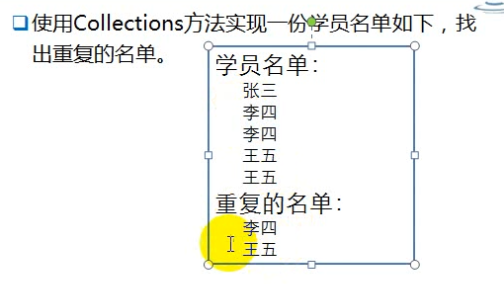 使用Collections方法实现一份学员名单如下，找
出重复的名单。
学员名单：
张三
李四
李四
王五
王五
重复的名单：
李四
王五